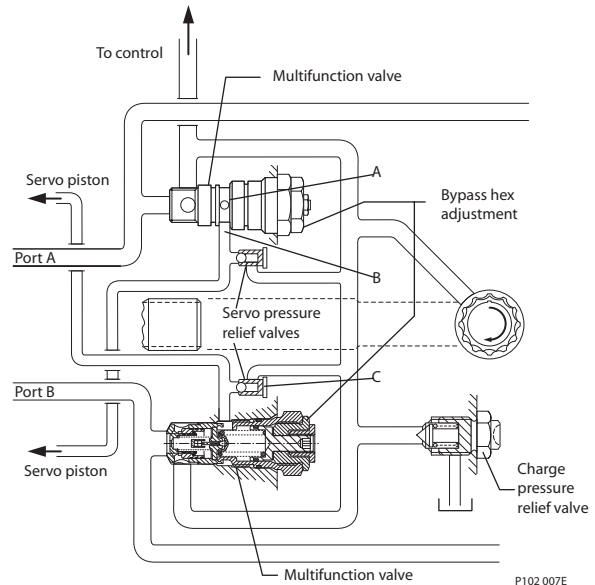 To control
Multifunction valve
Servo piston
A
Bypass hex
adjustment
Port A
B
Servo pressure
relief valves
C
Port B
Servo piston
Charge
pressure
relief valve
Multifunction valve
P102 007E